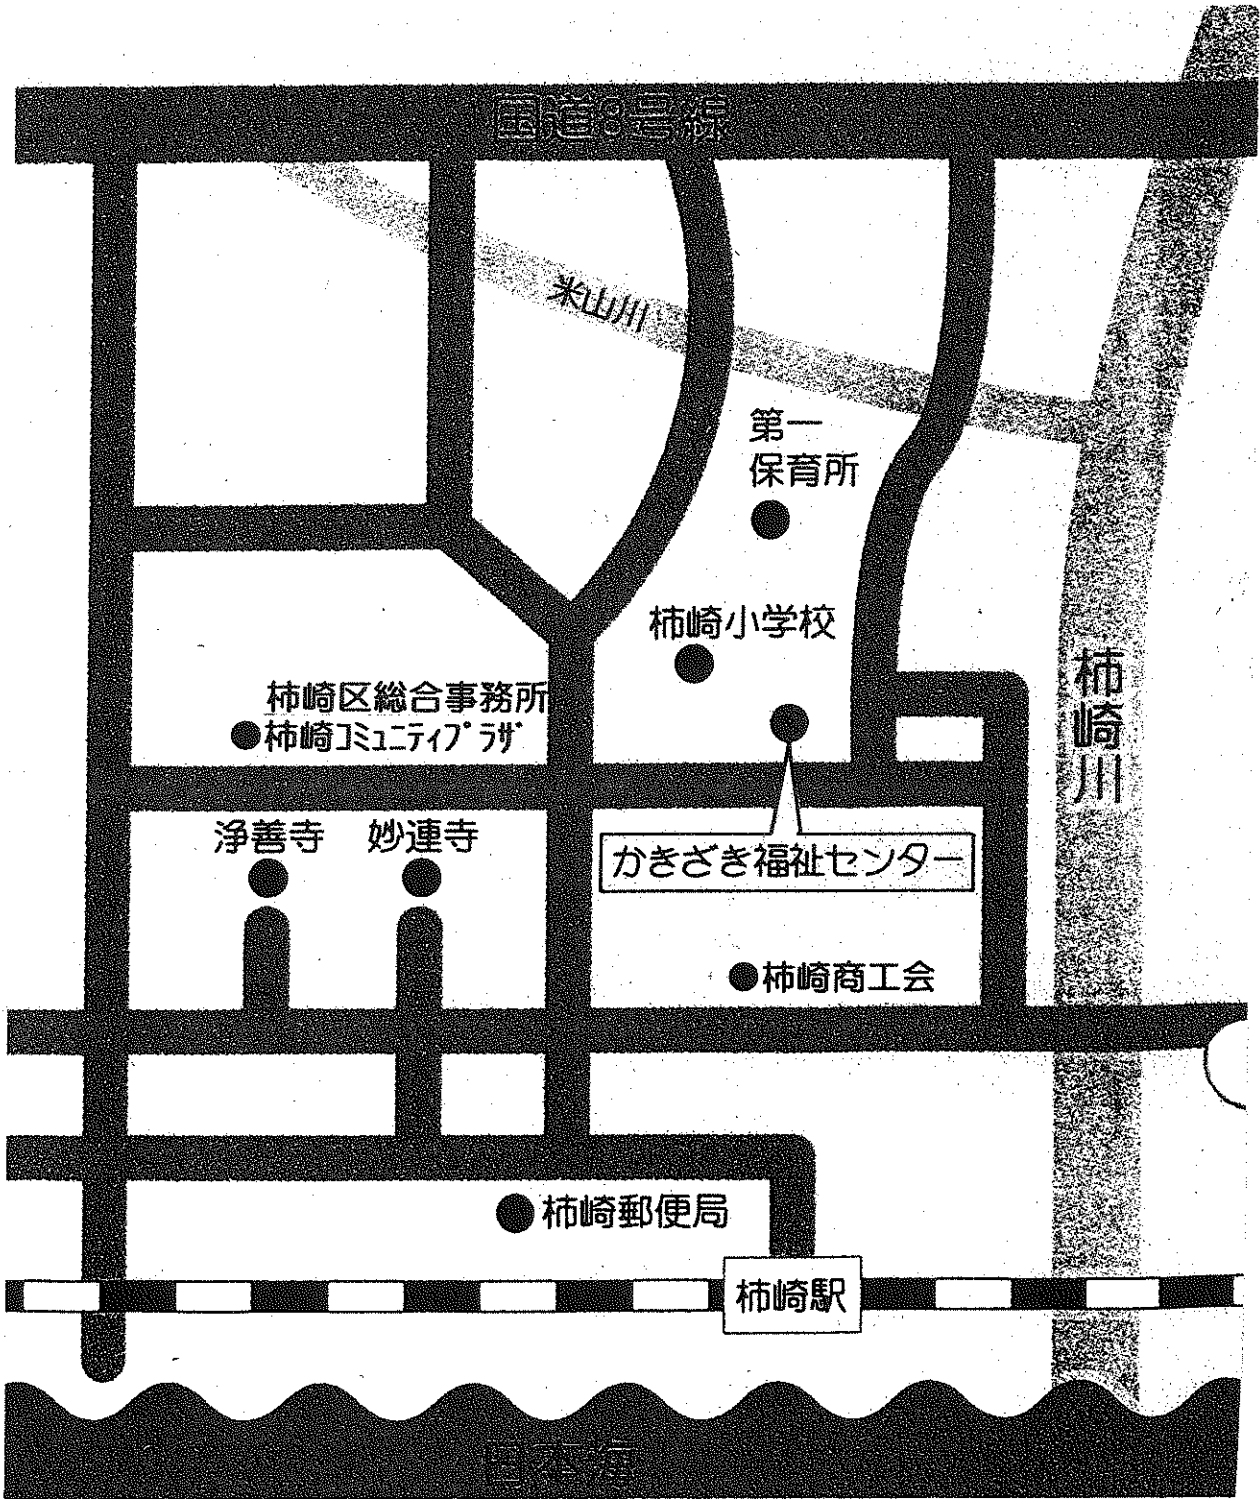 国道8号線
米山川
第一
保育所
柿崎小学校
柿崎区総合事務所
柿崎ｺﾐｭﾆﾃｨﾌﾟﾗｻﾞ
柿崎川
浄善寺
妙連寺
かきざき福祉センター
柿崎商工会
柿崎郵便局
柿崎駅
日本海